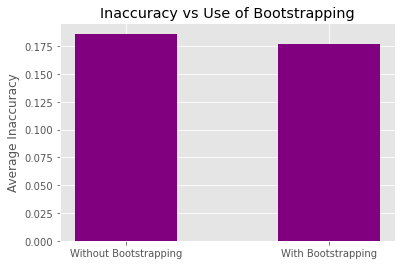 Inaccuracy vs Use of Bootstrapping
Average Inaccuracy
0.175
0.150
0.125
0.100
0.075
0.050
0.025
0.000
Without Bootstrapping
With Bootstrapping